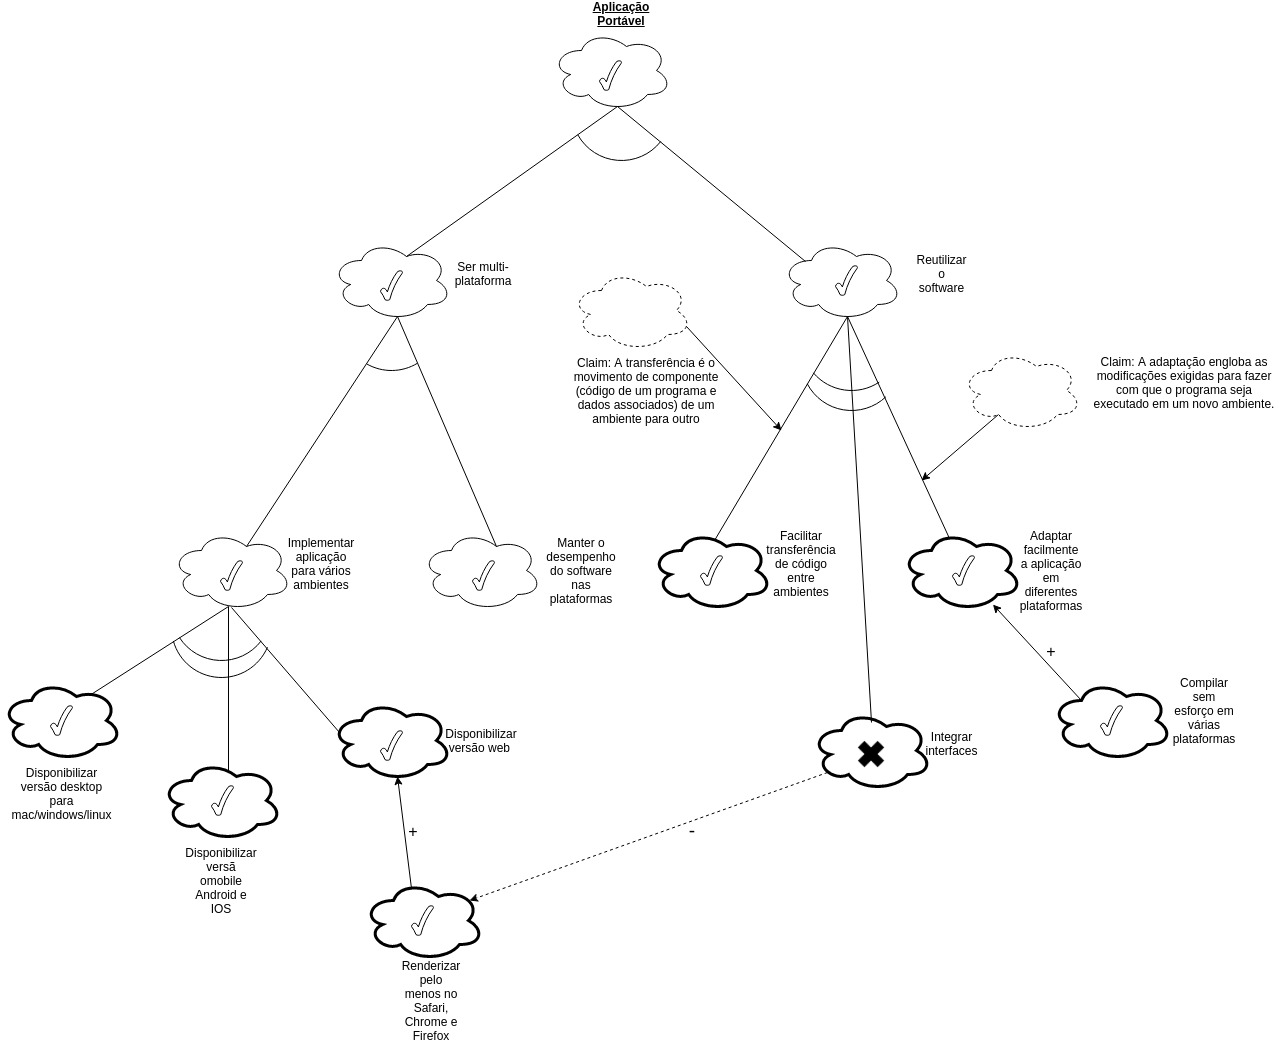 Aplicação
Portável
Ser multi-
plataforma
Reutilizar
o
software
Claim: A transferência é o
movimento de componente
(código de um programa e
dados associados) de um
ambiente para outro
Claim: A adaptação engloba as
modificações exigidas para fazer
com que o programa seja
executado em um novo ambiente.
Implementar
aplicação
para vários
ambientes
Manter o
desempenho
do software
nas
plataformas
Facilitar
transferência
de código
entre
ambientes
Adaptar
facilmente
a aplicação
em
diferentes
plataformas
+
Compilar
sem
esforço em
várias
plataformas
Disponibilizar
versão web
Integrar
interfaces
Disponibilizar
versão desktop
para
mac/windows/linux
+
-
Disponibilizar
versã
omobile
Android e
IOS
Renderizar
pelo
menos no
Safari,
Chrome e
Firefox